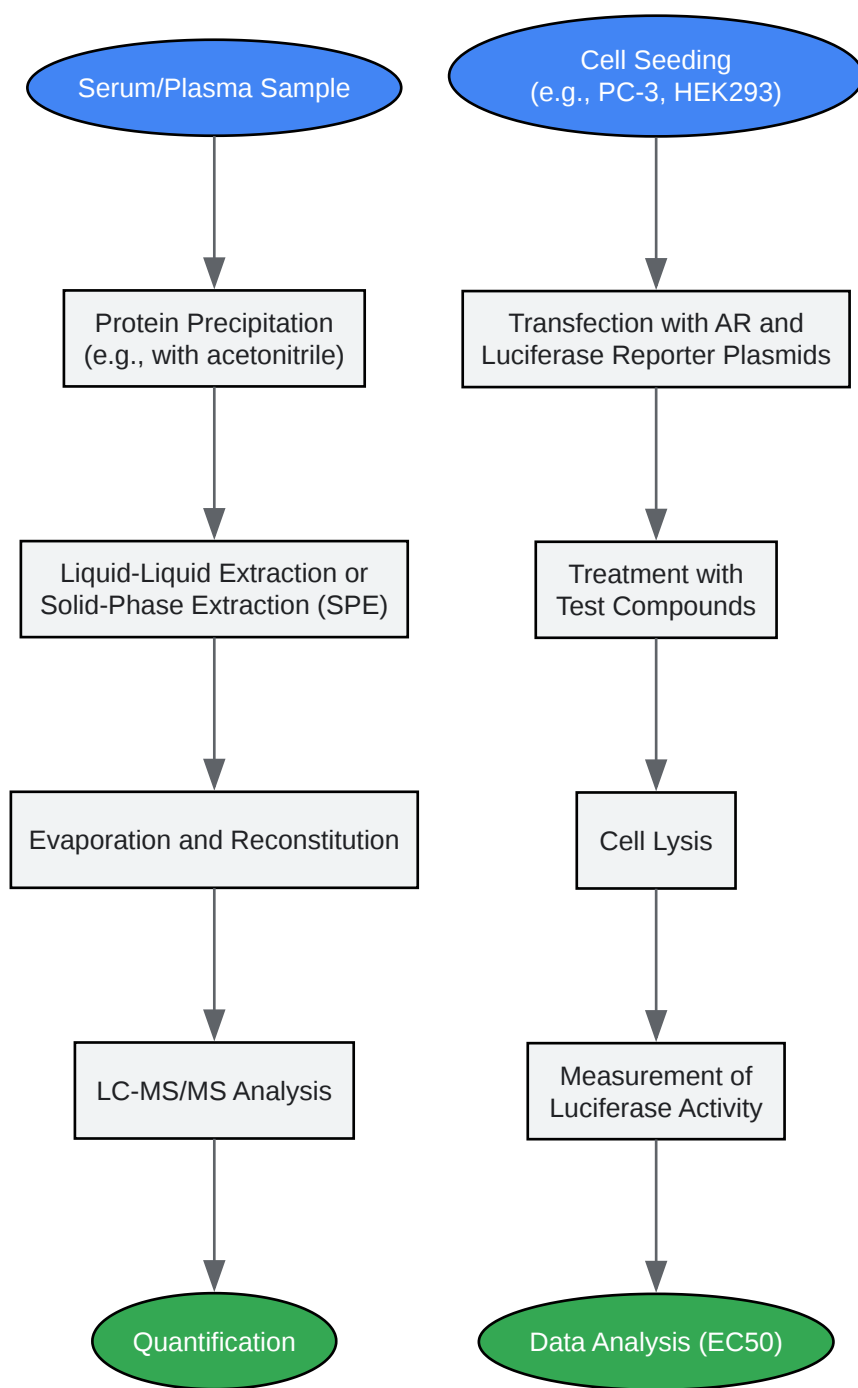 Serum/Plasma Sample
Protein Precipitation
(e.g., with acetonitrile)
Liquid-Liquid Extraction or
Solid-Phase Extraction (SPE)
Evaporation and Reconstitution
LC-MS/MS Analysis
Quantification
Cell Seeding
(e.g., PC-3, HEK293)
Transfection with AR and
Luciferase Reporter Plasmids
Treatment with
Test Compounds
Cell Lysis
Measurement of
Luciferase Activity
Data Analysis (EC50)